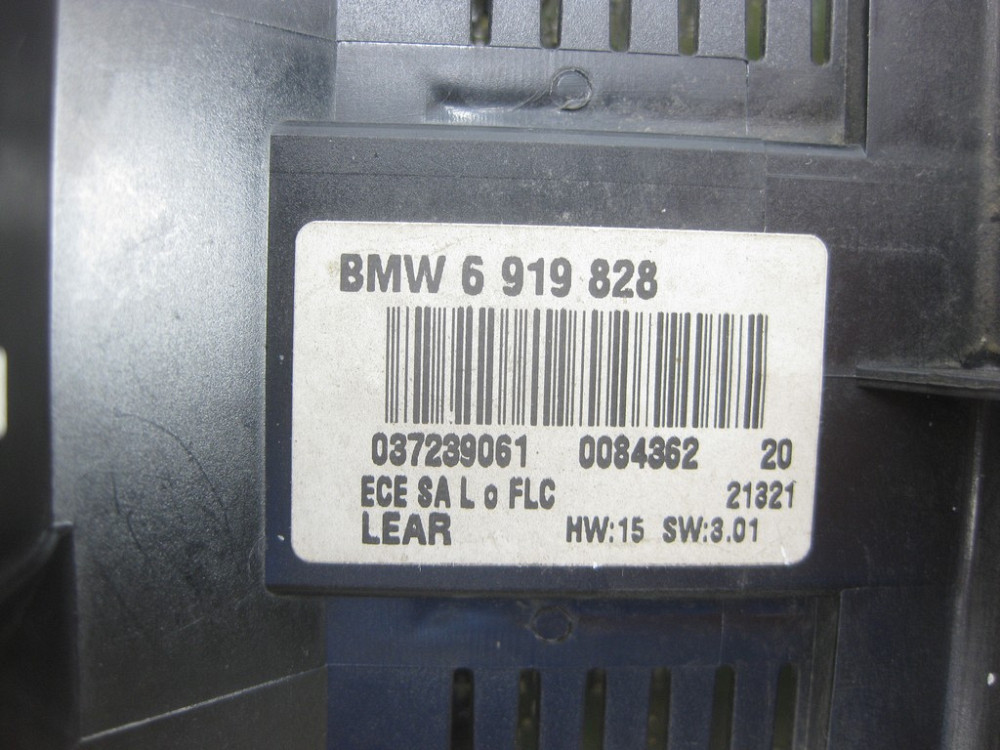 BMW 6 919 828
037239061 0084362 20
ECE SA L o FLC 21321
LEAR HW:15 SW:3.01